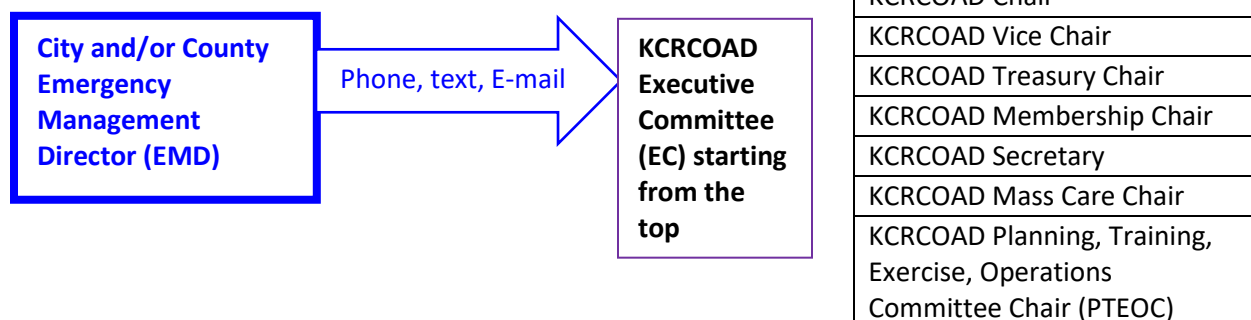 City and/or County
Emergency
Management
Director (EMD)
Phone, text, E-mail
KCRCOAD
Executive
Committee
(EC) starting
from the
top
KCRCOAD Chair
KCRCOAD Vice Chair
KCRCOAD Treasury Chair
KCRCOAD Membership Chair
KCRCOAD Secretary
KCRCOAD Mass Care Chair
KCRCOAD Planning, Training,
Exercise, Operations
Committee Chair (PTEOC)